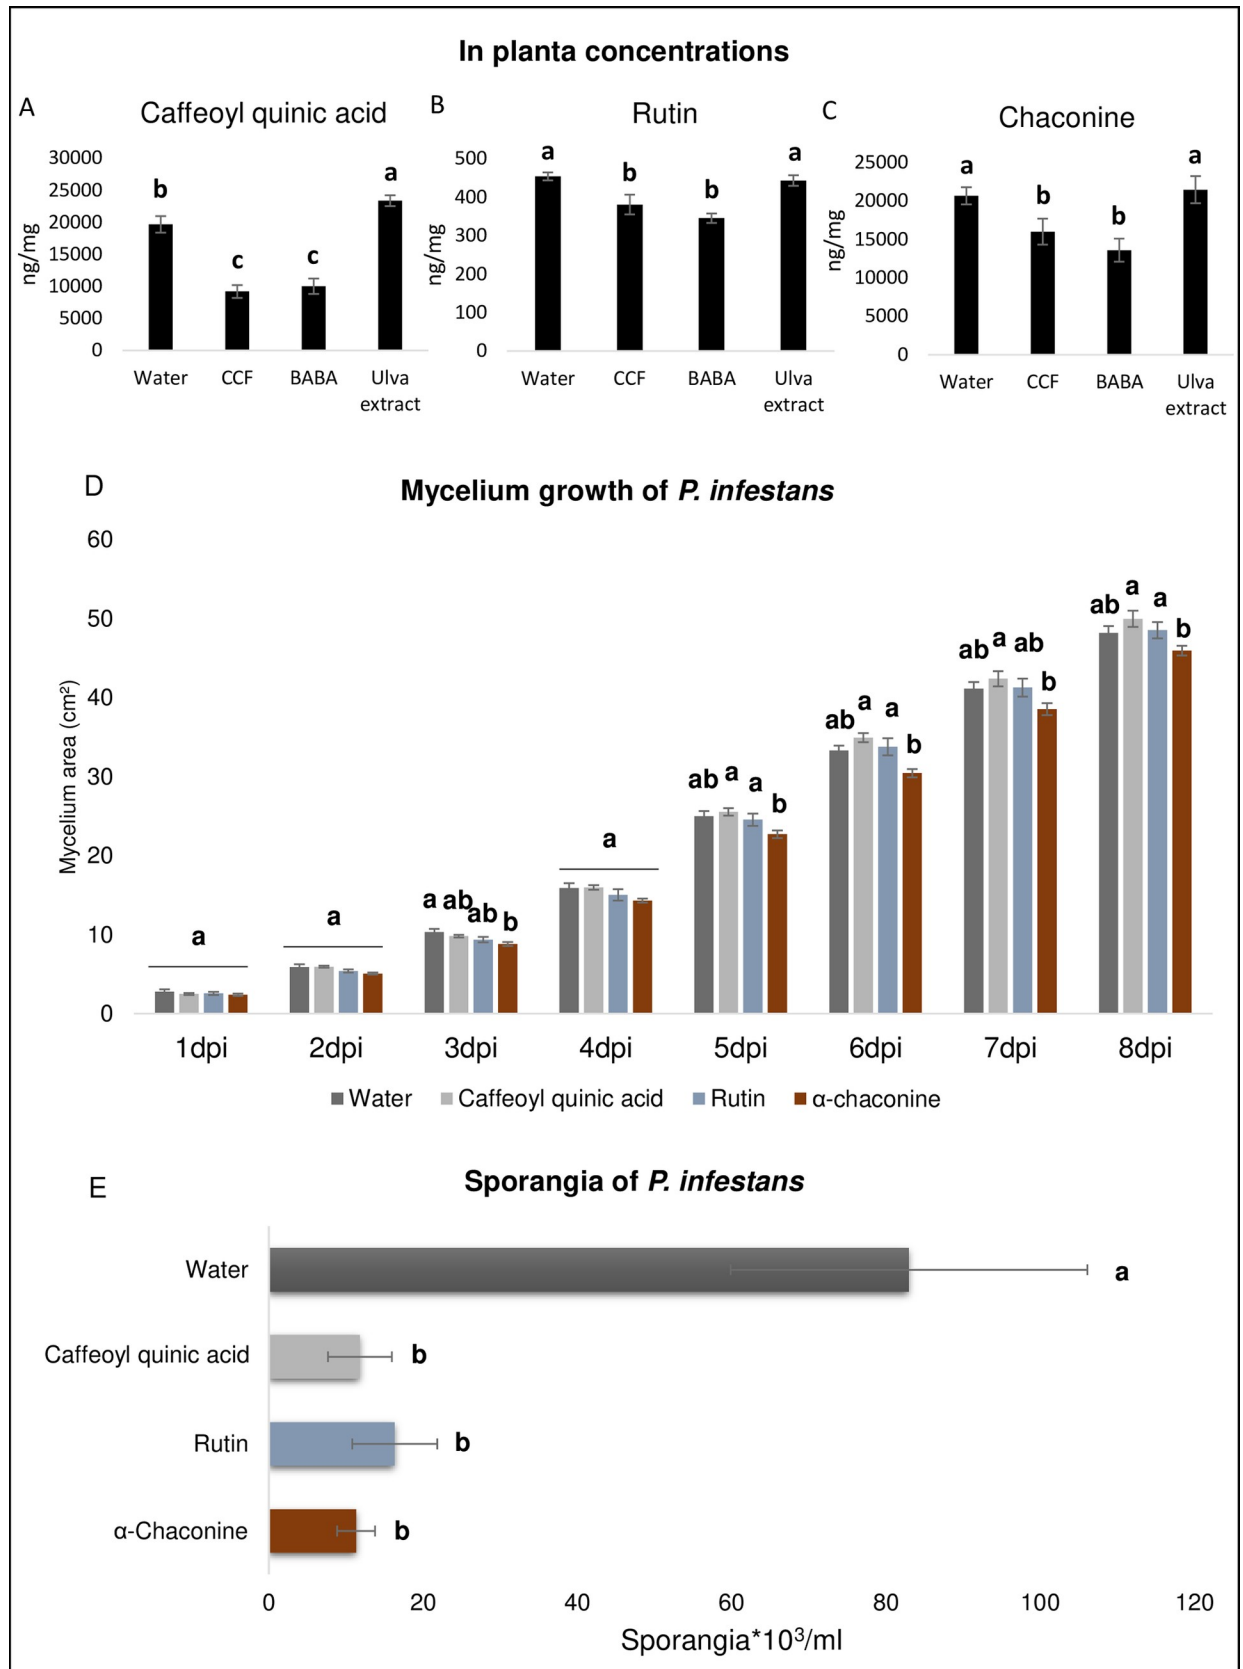 In planta concentrations
A
Caffeoyl quinic acid
30000
25000
20000
15000
10000
5000
0
ng/mg
b
c
c
a
Water
CCF
BABA
Ulva
extract
B
Rutin
500
400
300
200
100
0
ng/mg
a
b
b
a
Water
CCF
BABA
Ulva
extract
C
Chaconine
25000
20000
15000
10000
5000
0
ng/mg
a
b
b
a
Water
CCF
BABA
Ulva
extract
D
Mycelium growth of P. infestans
60
50
40
30
20
10
0
Mycelium area (cm²)
a
a
a ab ab b
a
ab a a b
ab a a b
ab a ab b
ab a a b
1dpi 2dpi 3dpi 4dpi 5dpi 6dpi 7dpi 8dpi
Water Caffeoyl quinic acid Rutin α-chaconine
E
Sporangia of P. infestans
Water a
Caffeoyl quinic acid b
Rutin b
α-Chaconine b
0 20 40 60 80 100 120
Sporangia*10³/ml